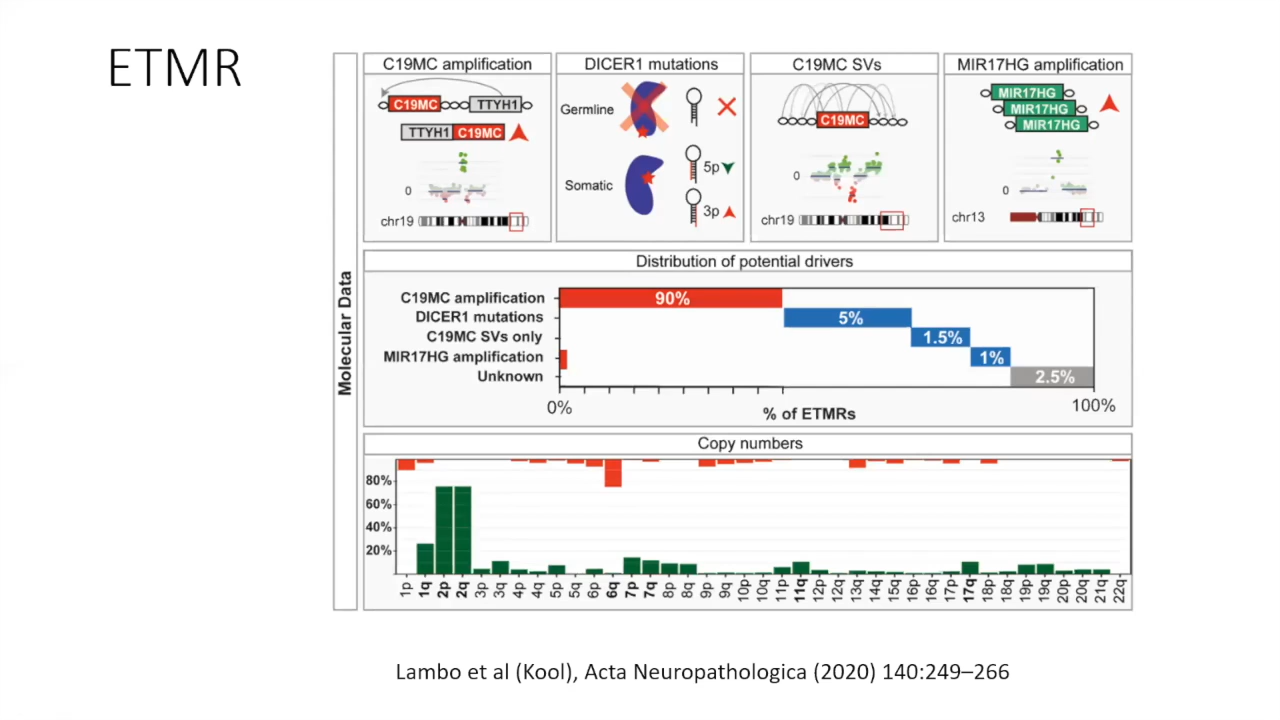 ETMR
C19MC amplification
C19MC
TTYH1
TTYH1 C19MC
0
chr19
DICER1 mutations
Germline
Somatic
5p
3p
C19MC SVs
C19MC
0
chr19
MIR17HG amplification
MIR17HG
MIR17HG
MIR17HG
0
chr13
Molecular Data
Distribution of potential drivers
C19MC amplification 90%
DICER1 mutations 5%
C19MC SVs only 1.5%
MIR17HG amplification 1%
Unknown 2.5%
0% 100%
% of ETMRs
Copy numbers
80%
60%
40%
20%
1p 1q 2p 2q 3p 3q 4p 4q 5p 5q 6p 6q 7p 7q 8p 8q 9p 9q 10p 10q 11p 11q 12p 12q 13q 14q 15q 16p 16q 17p 17q 18p 18q 19p 19q 20p 20q 21q 22q
Lambo et al (Kool), Acta Neuropathologica (2020) 140:249–266